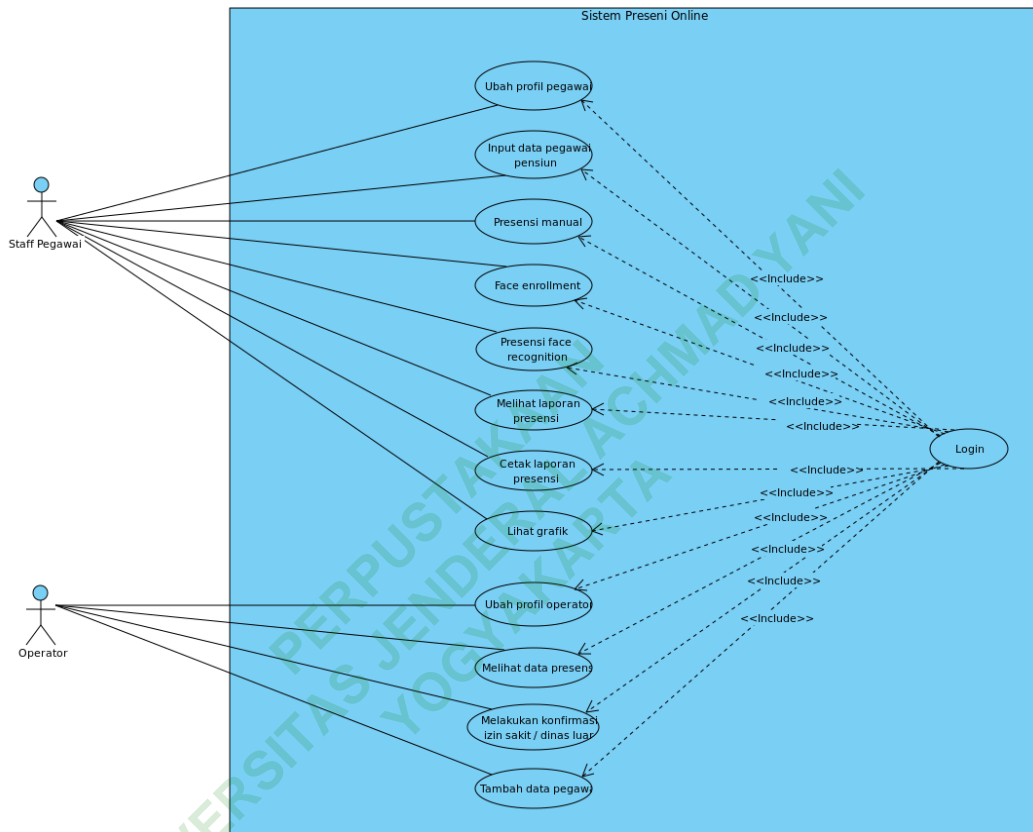 Sistem Preseni Online
Ubah profil pegawai
Input data pegawai
pensiun
Presensi manual
Face enrollment
Presensi face
recognition
Melihat laporan
presensi
Cetak laporan
presensi
Lihat grafik
Ubah profil operator
Melihat data presens
Melakukan konfirmasi
izin sakit / dinas luar
Tambah data pegawa
Staff Pegawai
Operator
<<Include>>
<<Include>>
<<Include>>
<<Include>>
<<Include>>
<<Include>>
<<Include>>
<<Include>>
<<Include>>
<<Include>>
<<Include>>
<<Include>>
Login
PERPUSTAKAAN
VERSITAS JENDERAL ACHMAD YANI
YOGYAKARTA